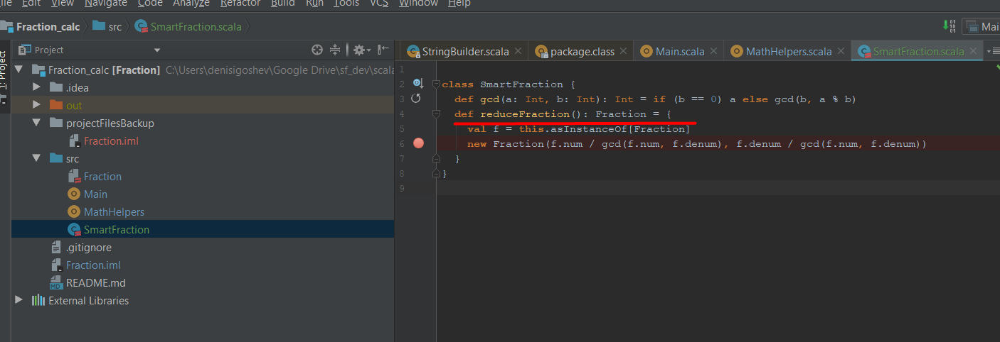 File Edit View Navigate Code Analyze Refactor Build Run Tools VCS Window Help
Fraction_calc src SmartFraction.scala Mai
1: Project
Project
StringBuilder.scala package.class Main.scala MathHelpers.scala SmartFraction.scala
Fraction_calc [Fraction] C:\Users\denisigoshev\Google Drive\sf_dev\scala
.idea
out
projectFilesBackup
Fraction.iml
src
Fraction
Main
MathHelpers
SmartFraction
.gitignore
Fraction.iml
README.md
External Libraries
1
2 class SmartFraction {
3 def gcd(a: Int, b: Int): Int = if (b == 0) a else gcd(b, a % b)
4 def reduceFraction(): Fraction = {
5 val f = this.asInstanceOf[Fraction]
6 new Fraction(f.num / gcd(f.num, f.denum), f.denum / gcd(f.num, f.denum))
7 }
8 }
9